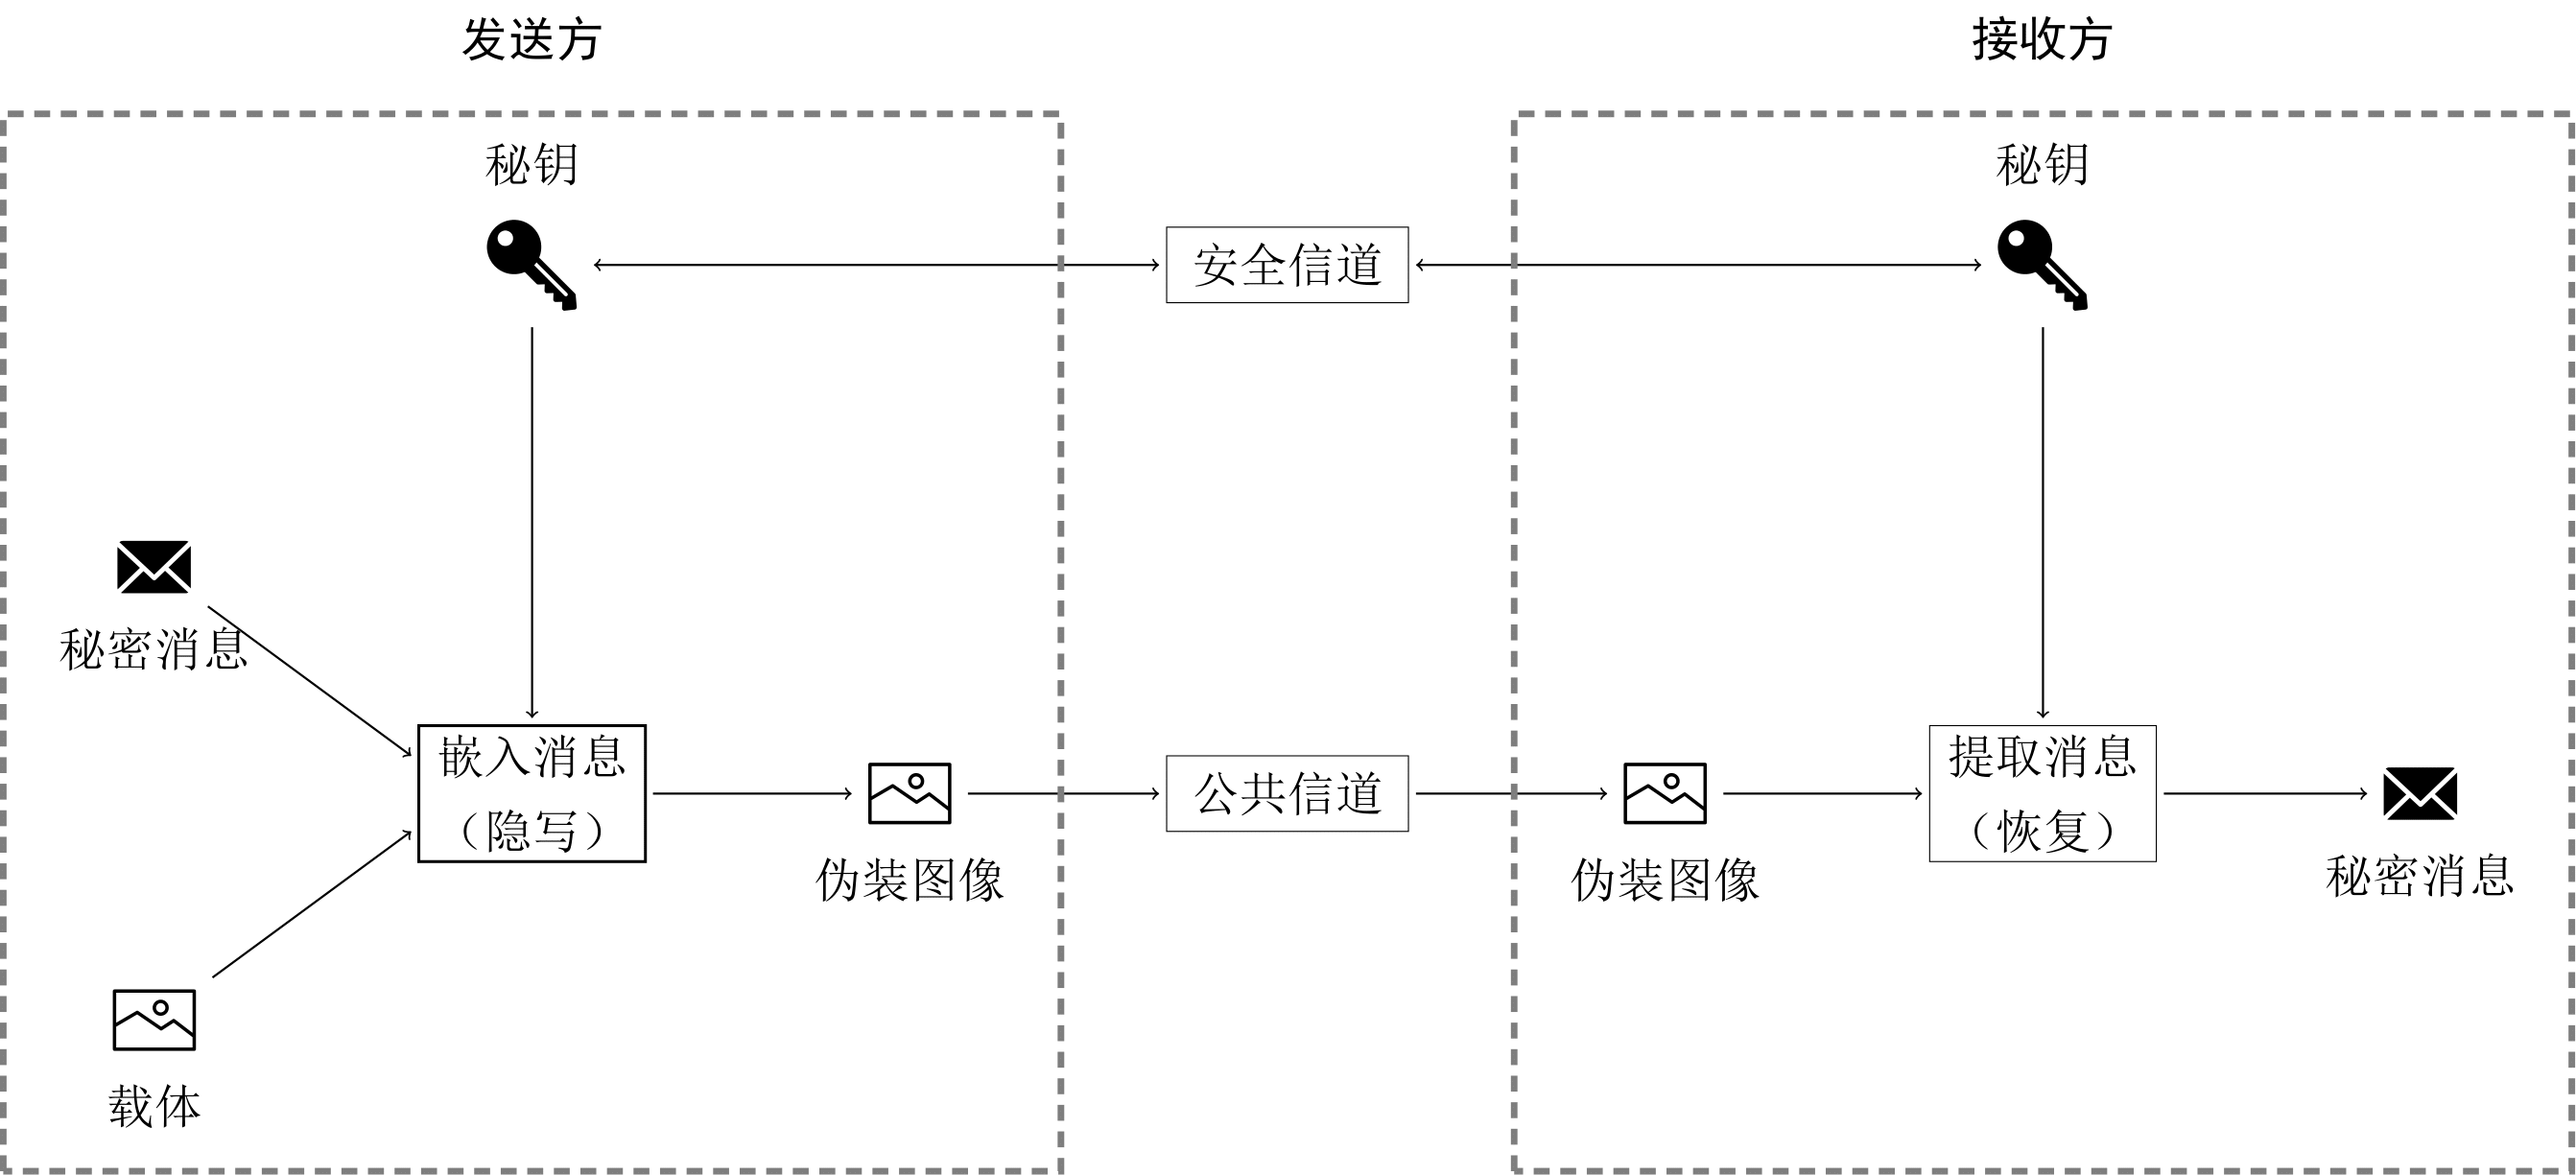 发送方
接收方
秘钥
秘钥
安全信道
秘密消息
嵌入消息
（隐写）
公共信道
提取消息
（恢复）
伪装图像
伪装图像
秘密消息
载体